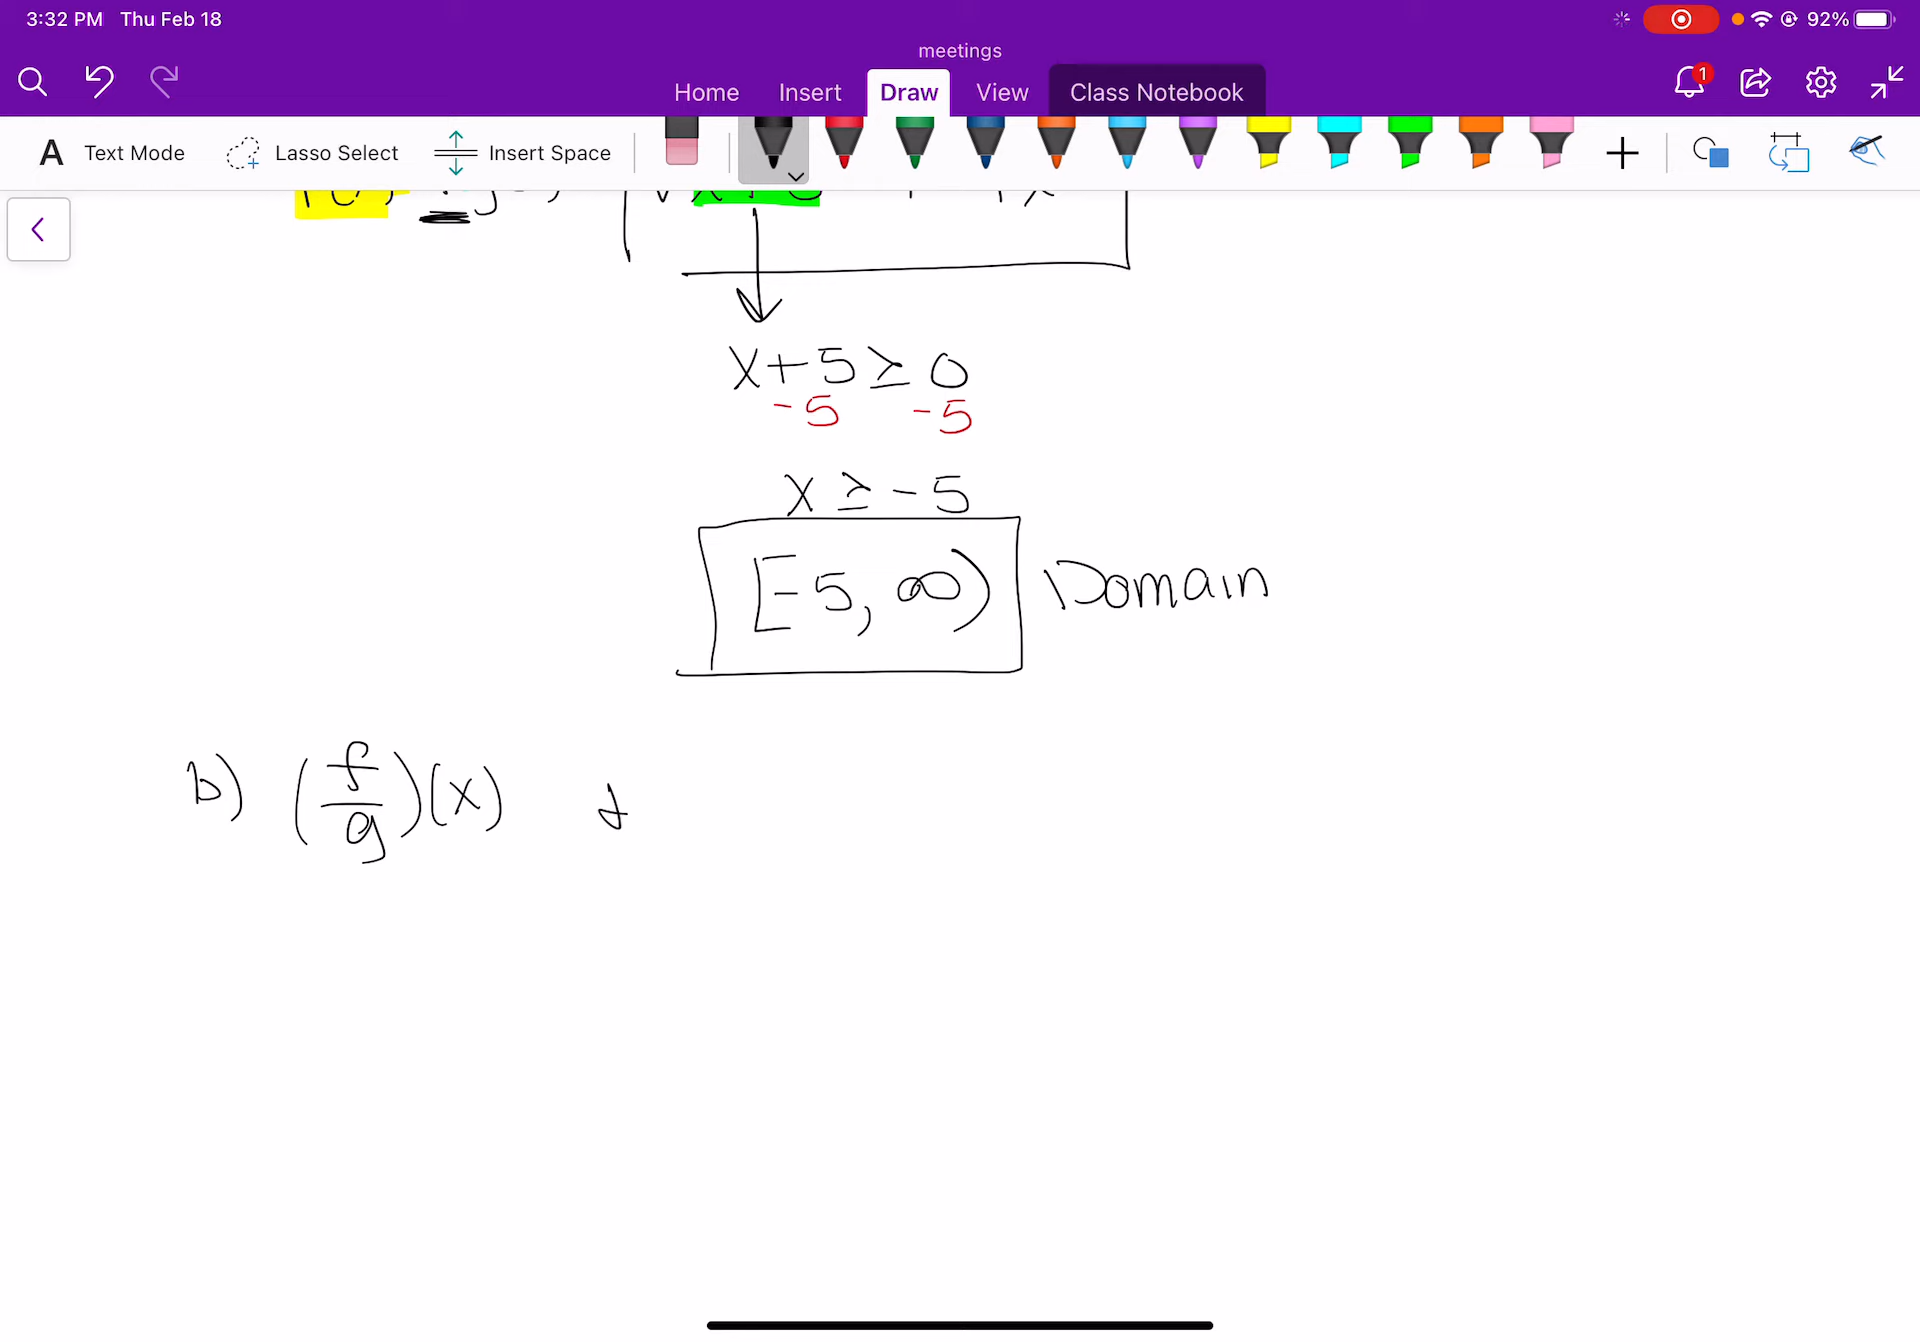 3:32 PM Thu Feb 18
92%
meetings
1
Home Insert Draw View Class Notebook
A Text Mode Lasso Select Insert Space
x+5≥0
-5 -5
x≥-5
[-5, ∞) Domain
b) (f/g)(x)